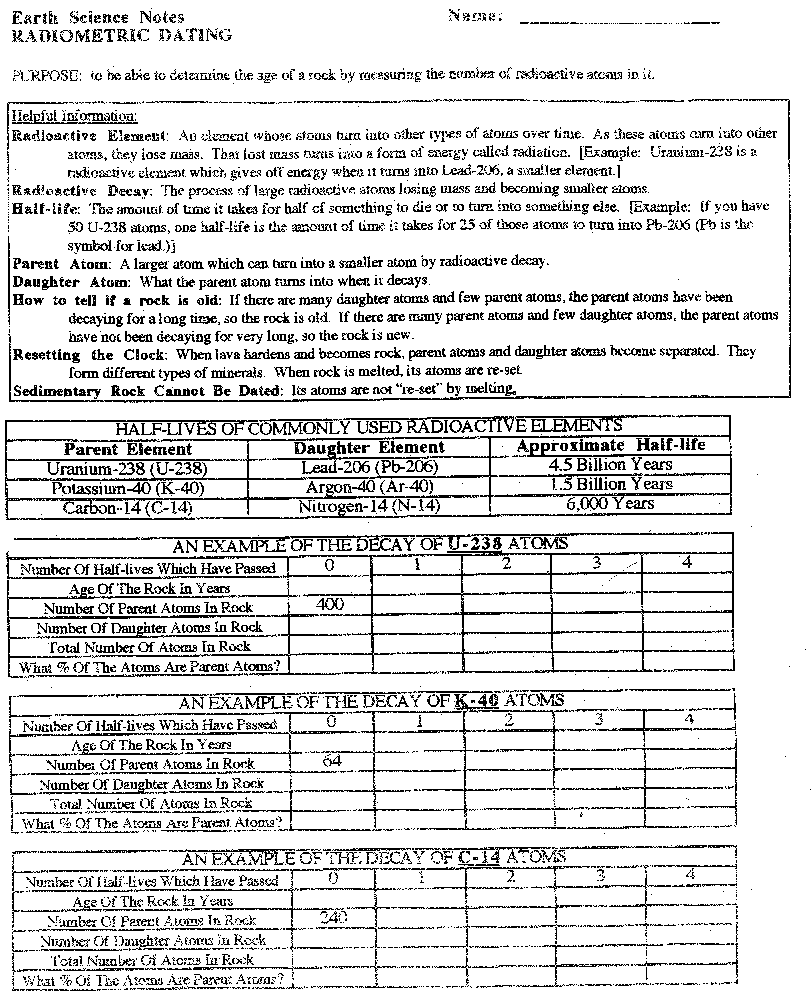 Earth Science Notes
Name: ____________________
RADIOMETRIC DATING
PURPOSE: to be able to determine the age of a rock by measuring the number of radioactive atoms in it.
Helpful Information:
Radioactive Element: An element whose atoms turn into other types of atoms over time. As these atoms turn into other
atoms, they lose mass. That lost mass turns into a form of energy called radiation. [Example: Uranium-238 is a
radioactive element which gives off energy when it turns into Lead-206, a smaller element.]
Radioactive Decay: The process of large radioactive atoms losing mass and becoming smaller atoms.
Half-life: The amount of time it takes for half of something to die or to turn into something else. [Example: If you have
50 U-238 atoms, one half-life is the amount of time it takes for 25 of those atoms to turn into Pb-206 (Pb is the
symbol for lead.)]
Parent Atom: A larger atom which can turn into a smaller atom by radioactive decay.
Daughter Atom: What the parent atom turns into when it decays.
How to tell if a rock is old: If there are many daughter atoms and few parent atoms, the parent atoms have been
decaying for a long time, so the rock is old. If there are many parent atoms and few daughter atoms, the parent atoms
have not been decaying for very long, so the rock is new.
Resetting the Clock: When lava hardens and becomes rock, parent atoms and daughter atoms become separated. They
form different types of minerals. When rock is melted, its atoms are re-set.
Sedimentary Rock Cannot Be Dated: Its atoms are not “re-set” by melting.
HALF-LIVES OF COMMONLY USED RADIOACTIVE ELEMENTS
Parent Element Daughter Element Approximate Half-life
Uranium-238 (U-238) Lead-206 (Pb-206) 4.5 Billion Years
Potassium-40 (K-40) Argon-40 (Ar-40) 1.5 Billion Years
Carbon-14 (C-14) Nitrogen-14 (N-14) 6,000 Years
AN EXAMPLE OF THE DECAY OF U-238 ATOMS
Number Of Half-lives Which Have Passed 0 1 2 3 4
Age Of The Rock In Years
Number Of Parent Atoms In Rock 400
Number Of Daughter Atoms In Rock
Total Number Of Atoms In Rock
What % Of The Atoms Are Parent Atoms?
AN EXAMPLE OF THE DECAY OF K-40 ATOMS
Number Of Half-lives Which Have Passed 0 1 2 3 4
Age Of The Rock In Years
Number Of Parent Atoms In Rock 64
Number Of Daughter Atoms In Rock
Total Number Of Atoms In Rock
What % Of The Atoms Are Parent Atoms?
AN EXAMPLE OF THE DECAY OF C-14 ATOMS
Number Of Half-lives Which Have Passed 0 1 2 3 4
Age Of The Rock In Years
Number Of Parent Atoms In Rock 240
Number Of Daughter Atoms In Rock
Total Number Of Atoms In Rock
What % Of The Atoms Are Parent Atoms?